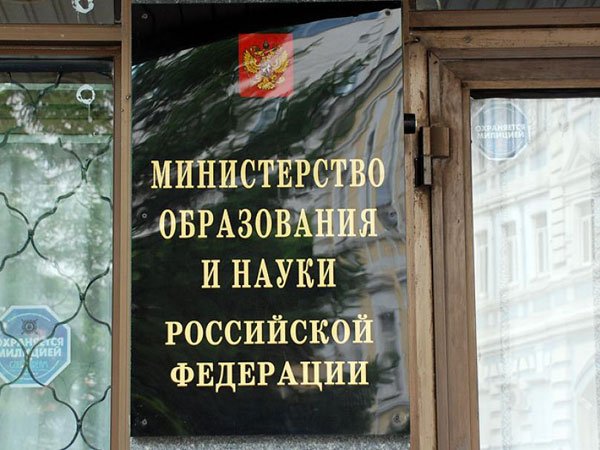 МИНИСТЕРСТВО
ОБРАЗОВАНИЯ
И НАУКИ
РОССИЙСКОЙ
ФЕДЕРАЦИИ
ОХРАНЯЕТСЯ
МИЛИЦИЕЙ
ОХРАНЯЕТСЯ
МИЛИЦИЕЙ